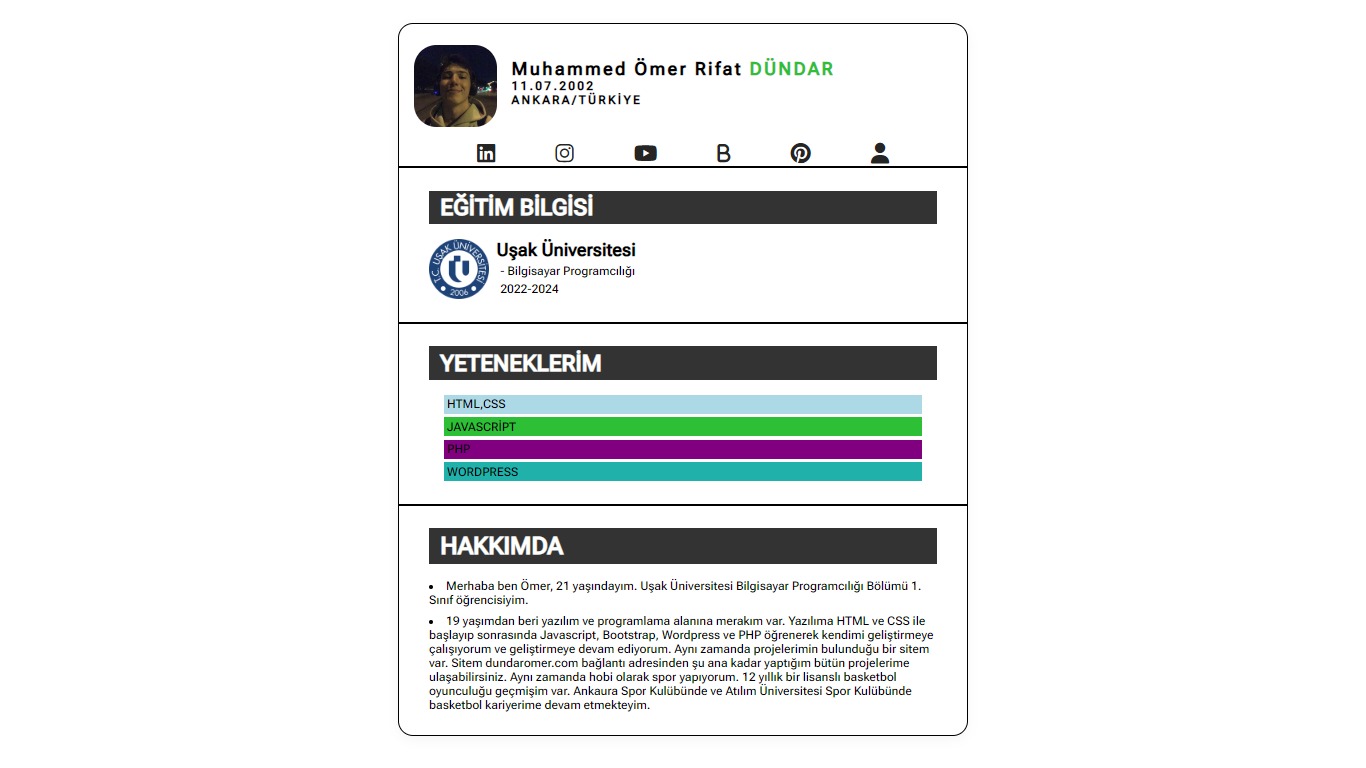 Muhammed Ömer Rifat DÜNDAR
11.07.2002
ANKARA/TÜRKİYE
EĞİTİM BİLGİSİ
T.C. UŞAK ÜNİVERSİTESİ
2006
Uşak Üniversitesi
- Bilgisayar Programcılığı
2022-2024
YETENEKLERİM
HTML,CSS
JAVASCRİPT
PHP
WORDPRESS
HAKKIMDA
• Merhaba ben Ömer, 21 yaşındayım. Uşak Üniversitesi Bilgisayar Programcılığı Bölümü 1.
Sınıf öğrencisiyim.
• 19 yaşımdan beri yazılım ve programlama alanına merakım var. Yazılıma HTML ve CSS ile
başlayıp sonrasında Javascript, Bootstrap, Wordpress ve PHP öğrenerek kendimi geliştirmeye
çalışıyorum ve geliştirmeye devam ediyorum. Aynı zamanda projelerimin bulunduğu bir sitem
var. Sitem dundaromer.com bağlantı adresinden şu ana kadar yaptığım bütün projelerime
ulaşabilirsiniz. Aynı zamanda hobi olarak spor yapıyorum. 12 yıllık bir lisanslı basketbol
oyunculuğu geçmişim var. Ankaura Spor Kulübünde ve Atılım Üniversitesi Spor Kulübünde
basketbol kariyerime devam etmekteyim.